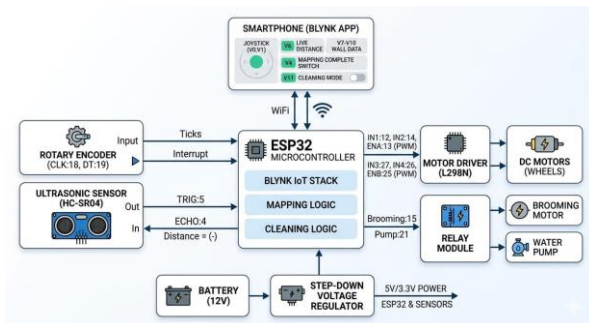 SMARTPHONE (BLYNK APP)
JOYSTICK
(V0.V1)
V6 LIVE
DISTANCE
V7-V10
WALL DATA
V4 MAPPING COMPLETE
SWITCH
V11 CLEANING MODE
WiFi
ROTARY ENCODER
(CLK:18, DT:19)
Input
Ticks
Interrupt
ULTRASONIC SENSOR
(HC-SR04)
Out
In
TRIG:5
ECHO:4
Distance = (-)
ESP32
MICROCONTROLLER
BLYNK IoT STACK
MAPPING LOGIC
CLEANING LOGIC
IN1:12, IN2:14,
ENA:13 (PWM)
IN3:27, IN4:26,
ENB:25 (PWM)
MOTOR DRIVER
(L298N)
DC MOTORS
(WHEELS)
Brooming:15
Pump:21
RELAY
MODULE
BROOMING
MOTOR
WATER
PUMP
BATTERY
(12V)
STEP-DOWN
VOLTAGE
REGULATOR
5V/3.3V POWER
ESP32 & SENSORS